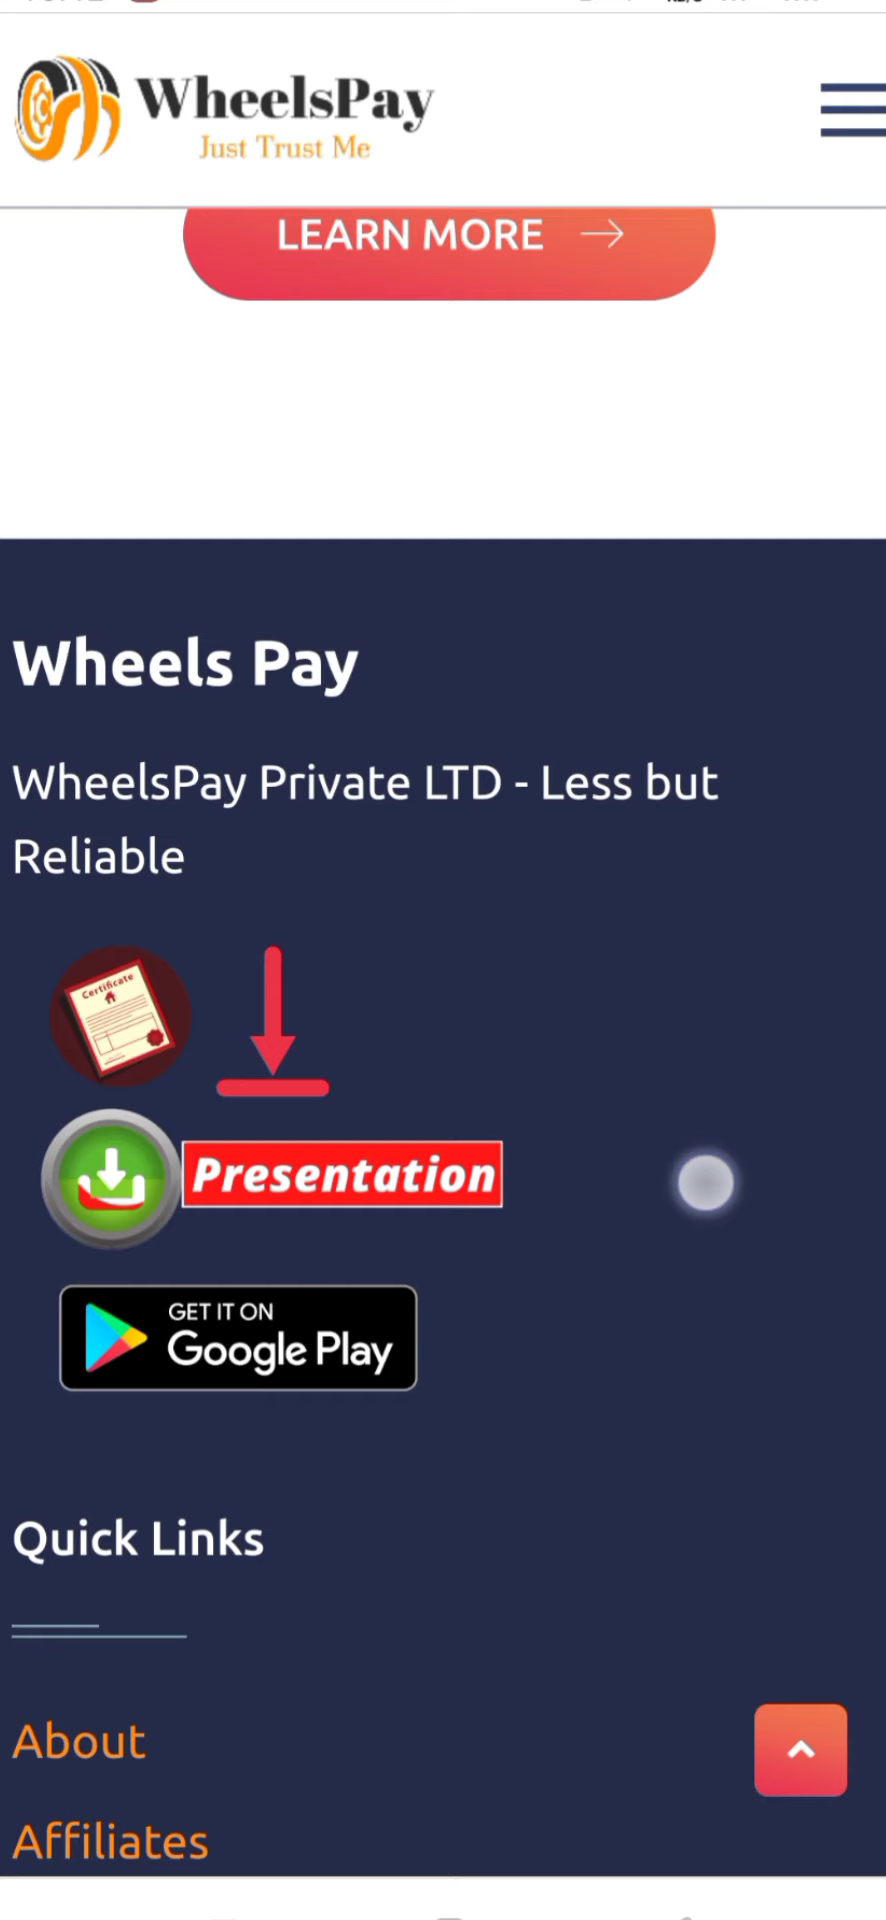 WheelsPay
Just Trust Me
LEARN MORE
Wheels Pay
WheelsPay Private LTD - Less but
Reliable
Certificate
Presentation
GET IT ON
Google Play
Quick Links
About
Affiliates